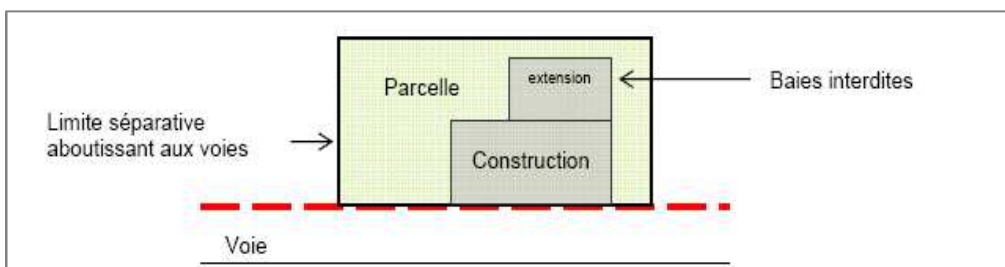 extension
Parcelle
Baies interdites
Limite séparative
aboutissant aux voies
Construction
Voie